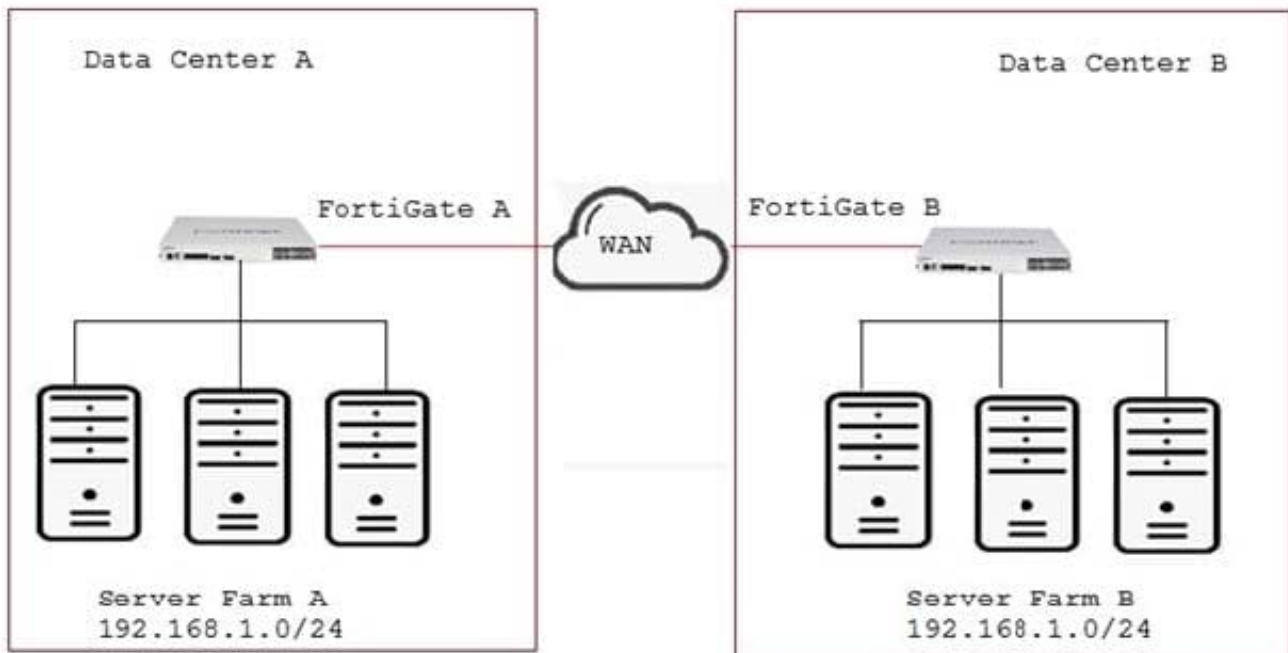 Data Center A
Data Center B
FortiGate A
WAN
FortiGate B
Server Farm A
192.168.1.0/24
Server Farm B
192.168.1.0/24